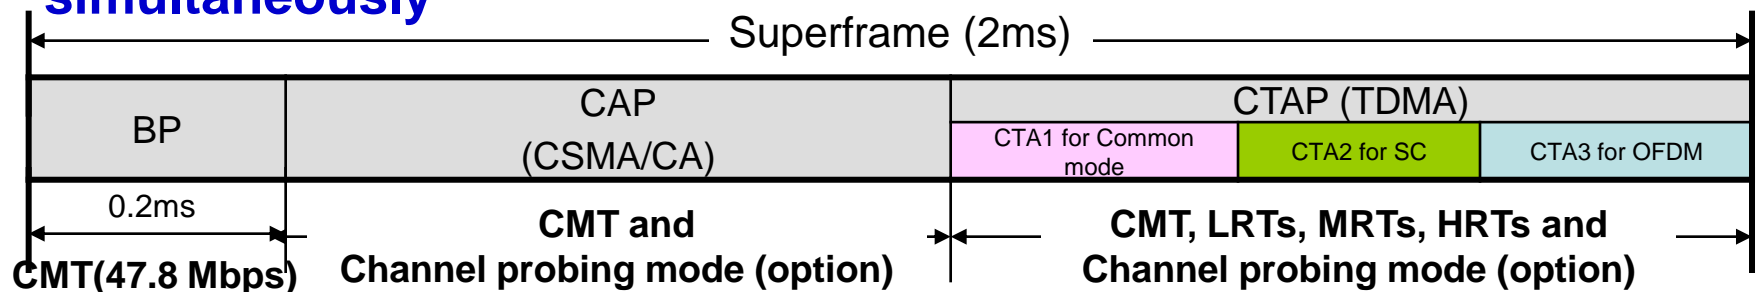 simultaneously
Superframe (2ms)
BP
CAP
(CSMA/CA)
CTAP (TDMA)
CTA1 for Common
mode
CTA2 for SC
CTA3 for OFDM
0.2ms
CMT(47.8 Mbps)
CMT and
Channel probing mode (option)
CMT, LRTs, MRTs, HRTs and
Channel probing mode (option)